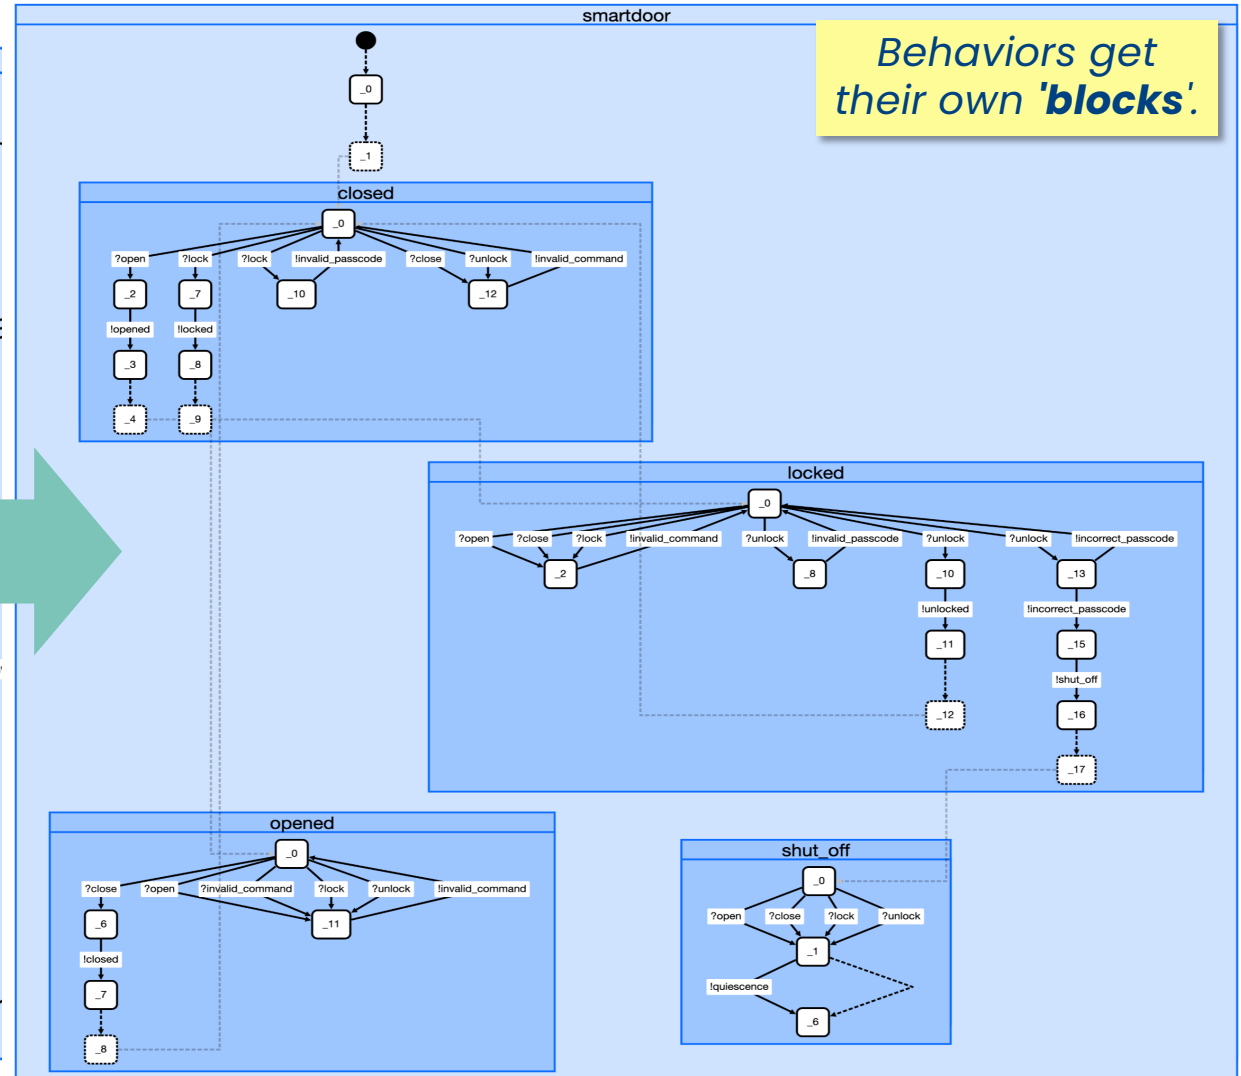 smartdoor
Behaviors get
their own 'blocks'.
_0
_1
closed
_0
?open ?lock ?lock !invalid_passcode ?close ?unlock !invalid_command
_2 _7 _10 _12
!opened !locked
_3 _8
_4 _9
locked
_0
?open ?close ?lock !invalid_command ?unlock !invalid_passcode ?unlock ?unlock !incorrect_passcode
_2 _8 _10 _13
!unlocked !incorrect_passcode
_11 _15
!shut_off
_12 _16
_17
opened
_0
?close ?open ?invalid_command ?lock ?unlock !invalid_command
_6 _11
!closed
_7
_8
shut_off
_0
?open ?close ?lock ?unlock
_1
!quiescence
_6